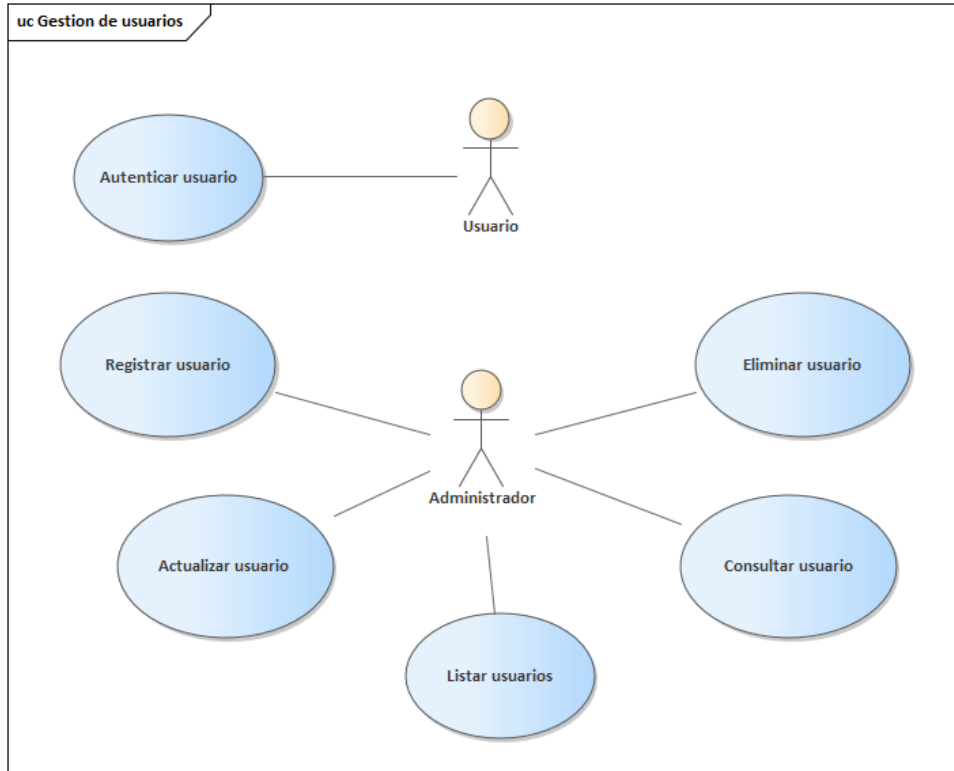 uc Gestion de usuarios
Autenticar usuario
Usuario
Registrar usuario
Eliminar usuario
Administrador
Actualizar usuario
Consultar usuario
Listar usuarios